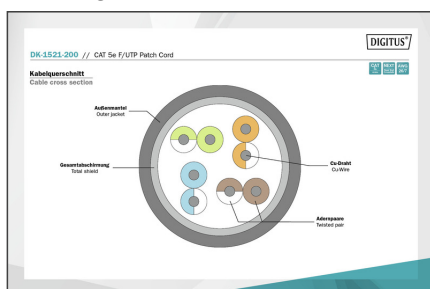 DIGITUS®
DK-1521-200 // CAT 5e F/UTP Patch Cord
Kabelquerschnitt
Cable cross section
Außenmantel
Outer jacket
Gesamtabschirmung
Total shield
Cu-Draht
Cu-Wire
Adernpaare
Twisted pair